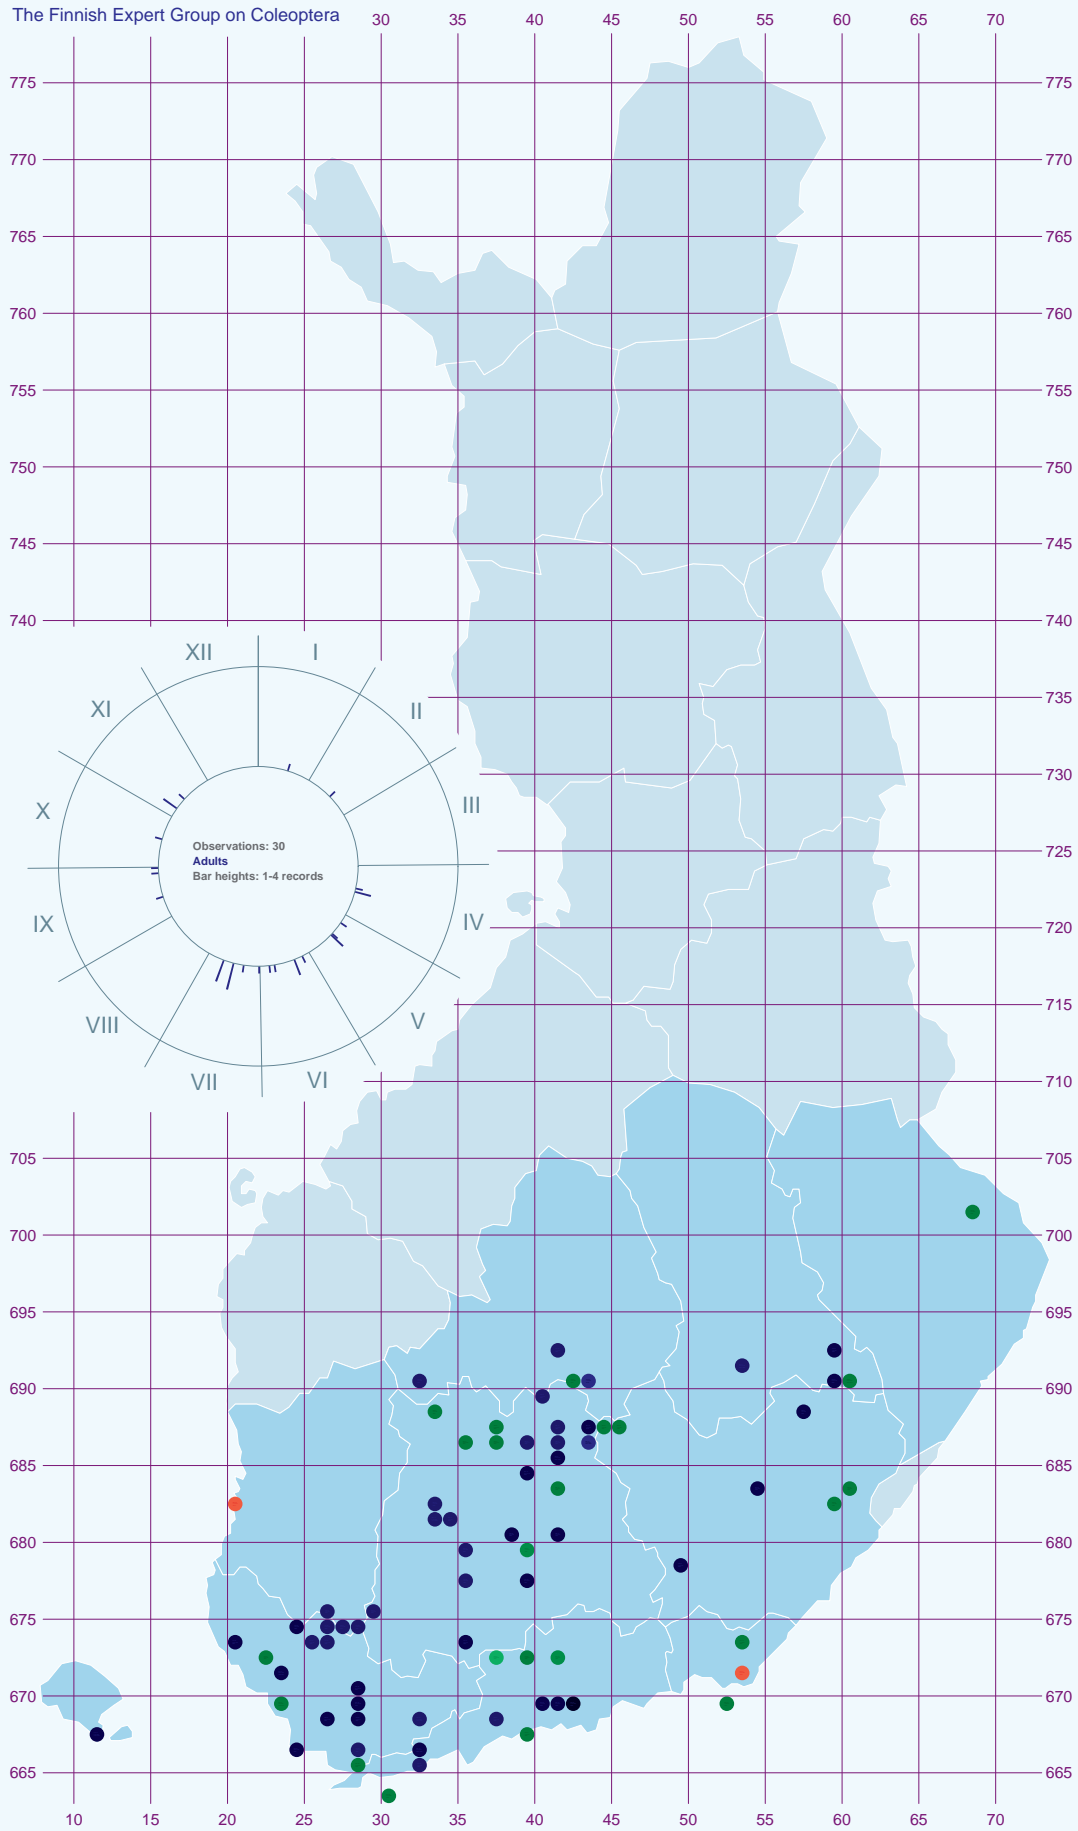 The Finnish Expert Group on Coleoptera
30 35 40 45 50 55 60 65 70
775 775
770 770
765 765
760 760
755 755
750 750
745 745
740 740
XII I
XI II
735
730
X III
725
Observations: 30
Adults
Bar heights: 1-4 records
IX IV
720
715
VIII V
VII VI
710
705 705
700 700
695 695
690 690
685 685
680 680
675 675
670 670
665 665
10 15 20 25 30 35 40 45 50 55 60 65 70